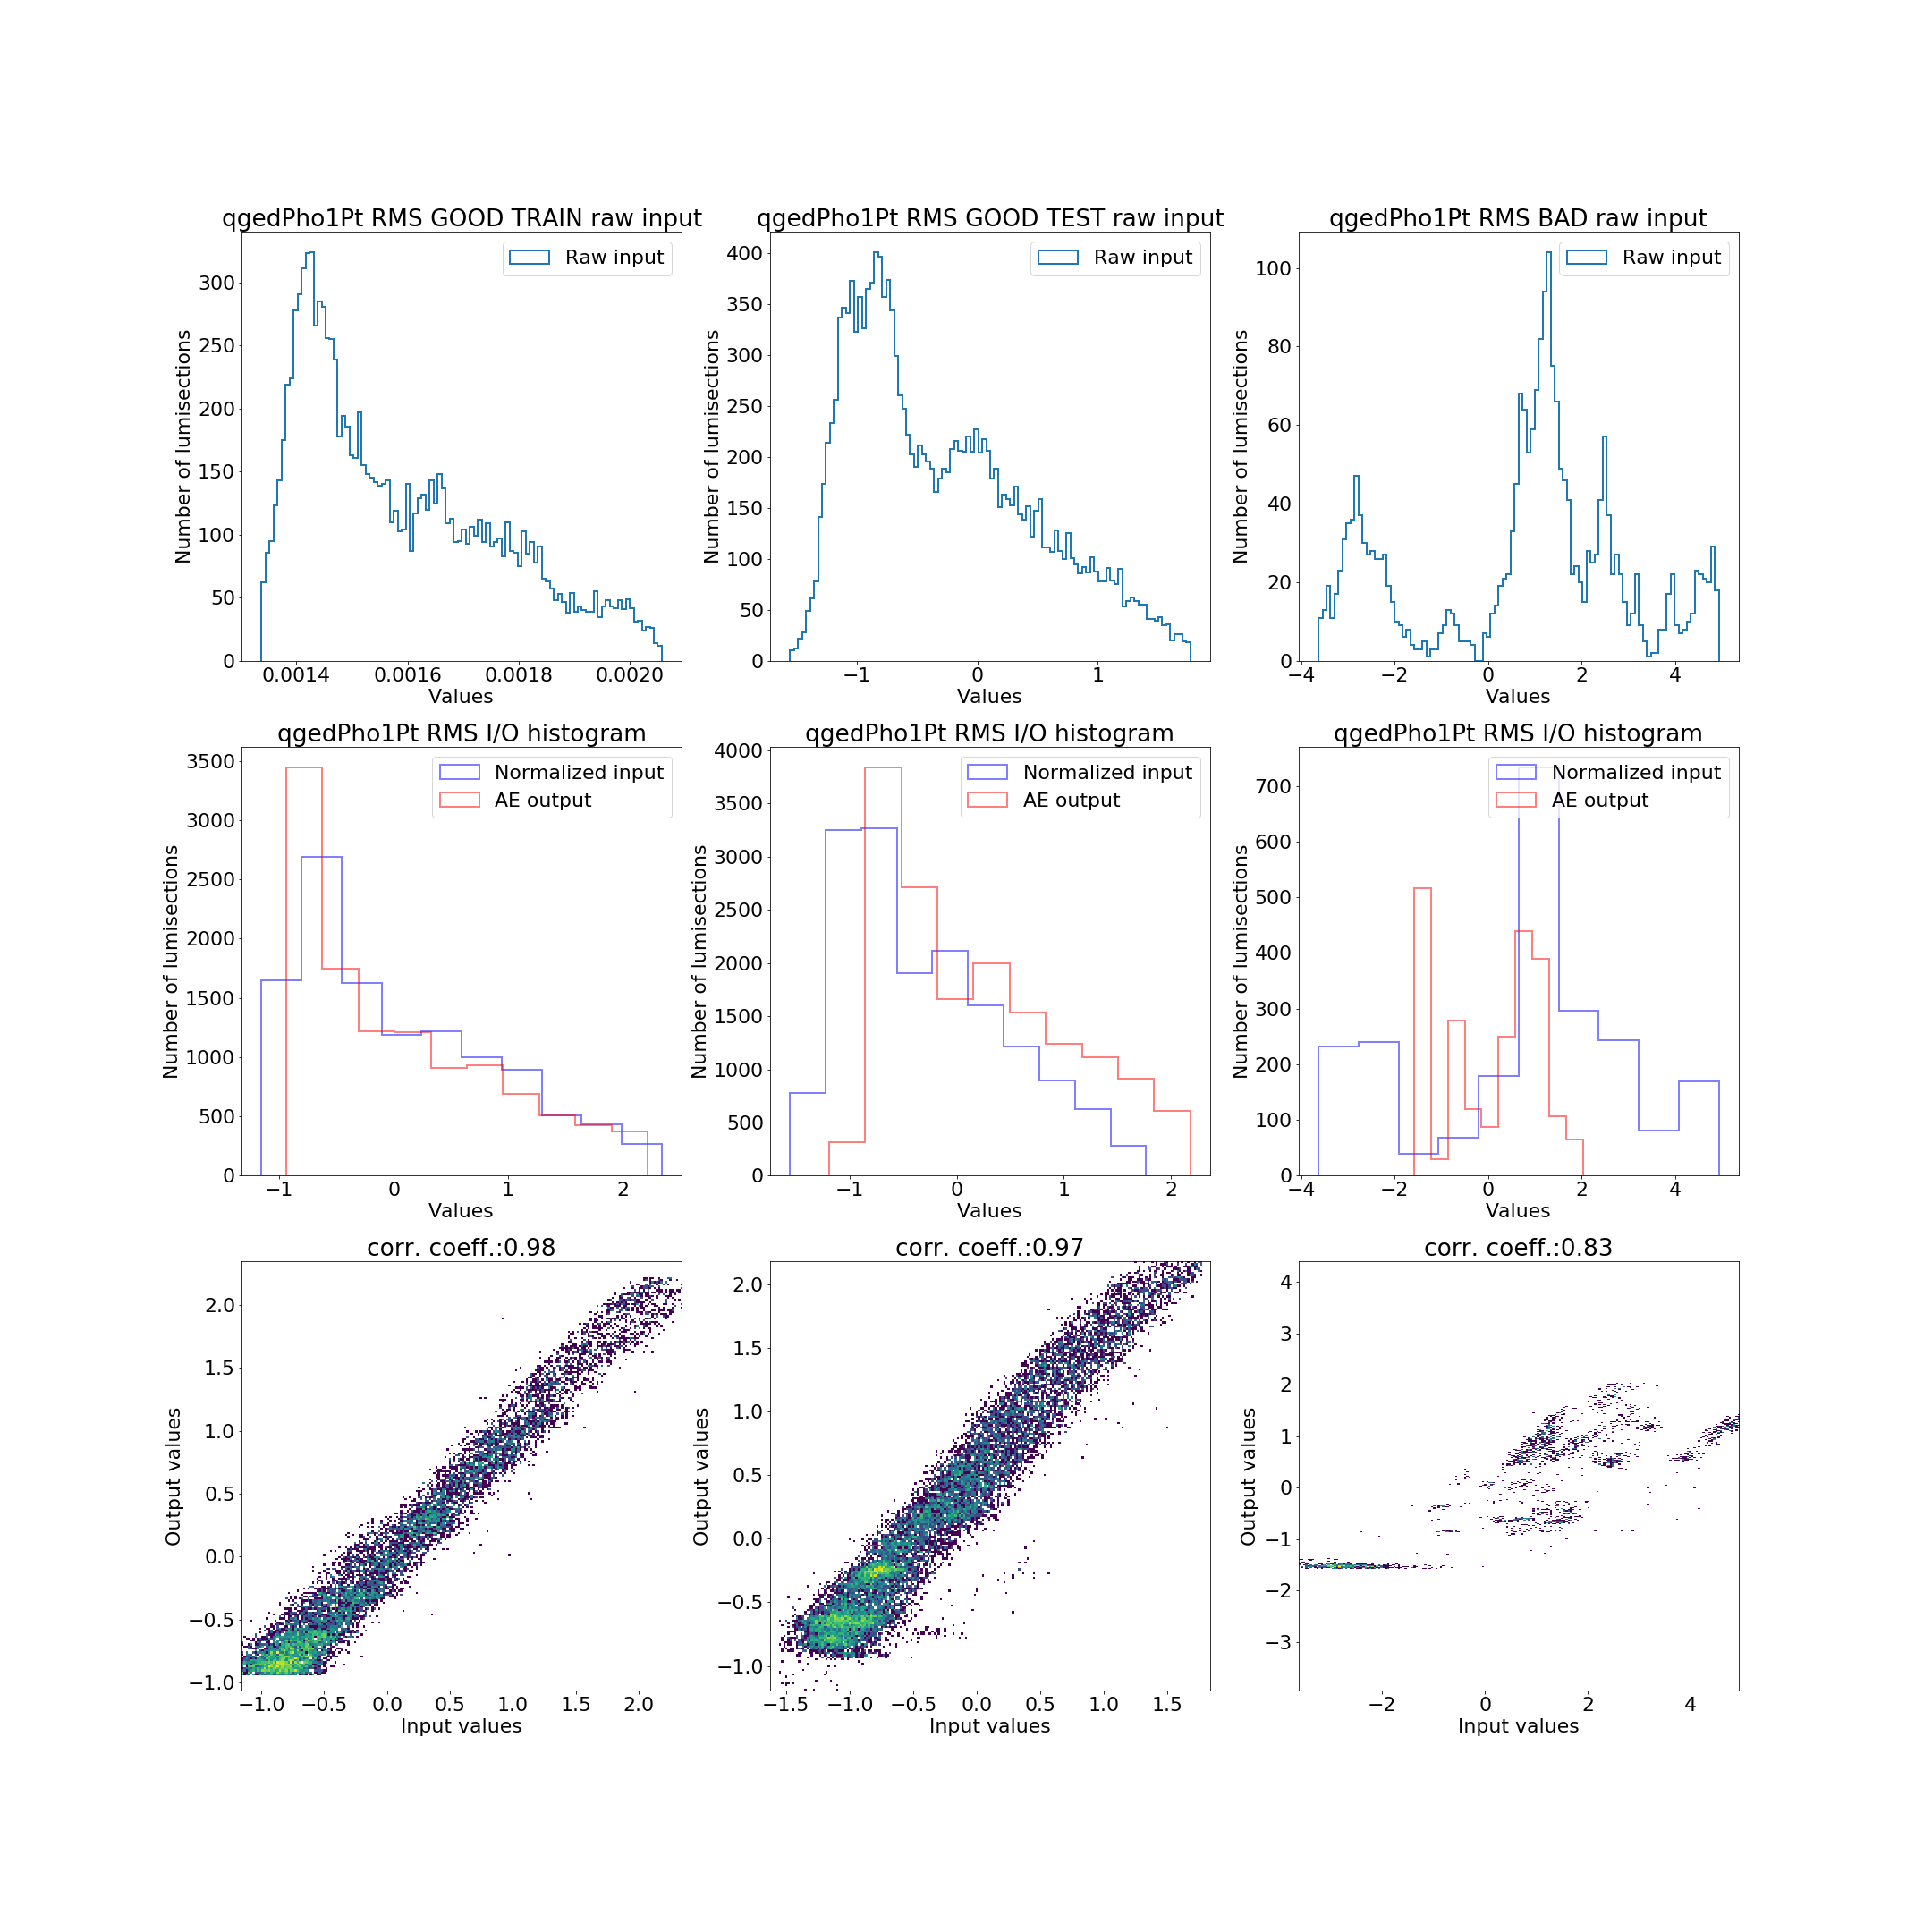 qgedPho1Pt RMS GOOD TRAIN raw input
Raw input
Number of lumisections
300
250
200
150
100
50
0
0.0014 0.0016 0.0018 0.0020
Values
qgedPho1Pt RMS GOOD TEST raw input
Raw input
Number of lumisections
400
350
300
250
200
150
100
50
0
−1 0 1
Values
qgedPho1Pt RMS BAD raw input
Raw input
Number of lumisections
100
80
60
40
20
0
−4 −2 0 2 4
Values
qgedPho1Pt RMS I/O histogram
Normalized input
AE output
Number of lumisections
3500
3000
2500
2000
1500
1000
500
0
−1 0 1 2
Values
qgedPho1Pt RMS I/O histogram
Normalized input
AE output
Number of lumisections
4000
3500
3000
2500
2000
1500
1000
500
0
−1 0 1 2
Values
qgedPho1Pt RMS I/O histogram
Normalized input
AE output
Number of lumisections
700
600
500
400
300
200
100
0
−4 −2 0 2 4
Values
corr. coeff.:0.98
Output values
2.0
1.5
1.0
0.5
0.0
−0.5
−1.0
−1.0 −0.5 0.0 0.5 1.0 1.5 2.0
Input values
corr. coeff.:0.97
Output values
2.0
1.5
1.0
0.5
0.0
−0.5
−1.0
−1.5 −1.0 −0.5 0.0 0.5 1.0 1.5
Input values
corr. coeff.:0.83
Output values
4
3
2
1
0
−1
−2
−3
−2 0 2 4
Input values